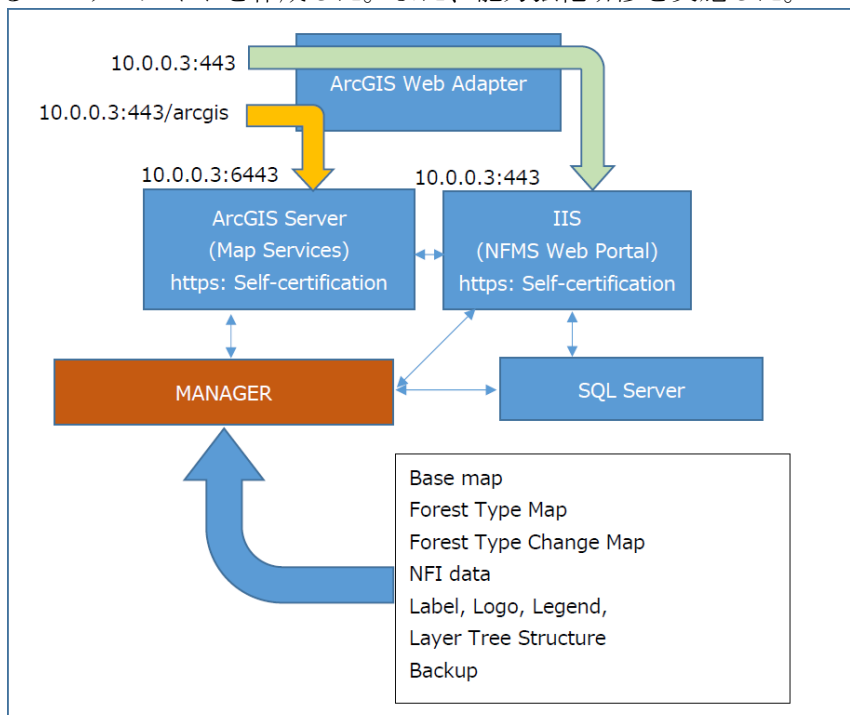 10.0.0.3:443
ArcGIS Web Adapter
10.0.0.3:443/arcgis
10.0.0.3:6443
10.0.0.3:443
ArcGIS Server
(Map Services)
https: Self-certification
IIS
(NFMS Web Portal)
https: Self-certification
MANAGER
SQL Server
Base map
Forest Type Map
Forest Type Change Map
NFI data
Label, Logo, Legend,
Layer Tree Structure
Backup